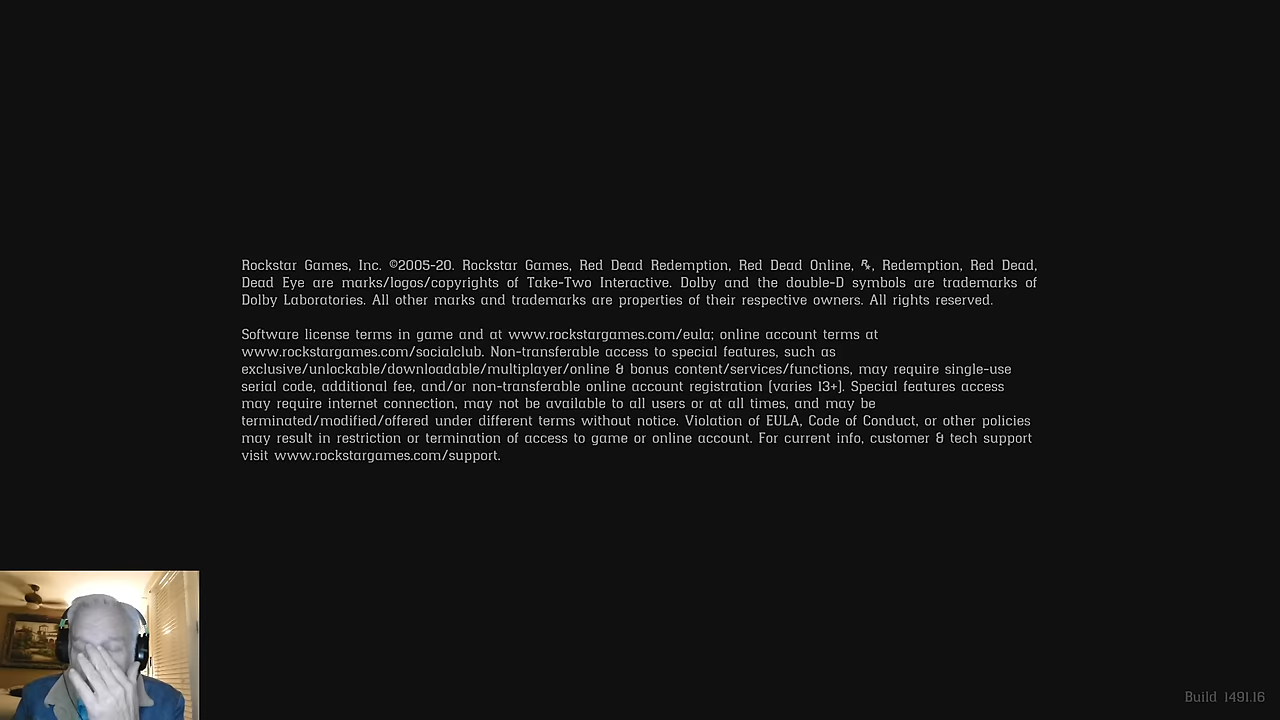 Rockstar Games, Inc. ©2005-20. Rockstar Games, Red Dead Redemption, Red Dead Online, R*, Redemption, Red Dead,
Dead Eye are marks/logos/copyrights of Take-Two Interactive. Dolby and the double-D symbols are trademarks of
Dolby Laboratories. All other marks and trademarks are properties of their respective owners. All rights reserved.
Software license terms in game and at www.rockstargames.com/eula; online account terms at
www.rockstargames.com/socialclub. Non-transferable access to special features, such as
exclusive/unlockable/downloadable/multiplayer/online & bonus content/services/functions, may require single-use
serial code, additional fee, and/or non-transferable online account registration (varies 13+). Special features access
may require internet connection, may not be available to all users or at all times, and may be
terminated/modified/offered under different terms without notice. Violation of EULA, Code of Conduct, or other policies
may result in restriction or termination of access to game or online account. For current info, customer & tech support
visit www.rockstargames.com/support.
Build 1491.16